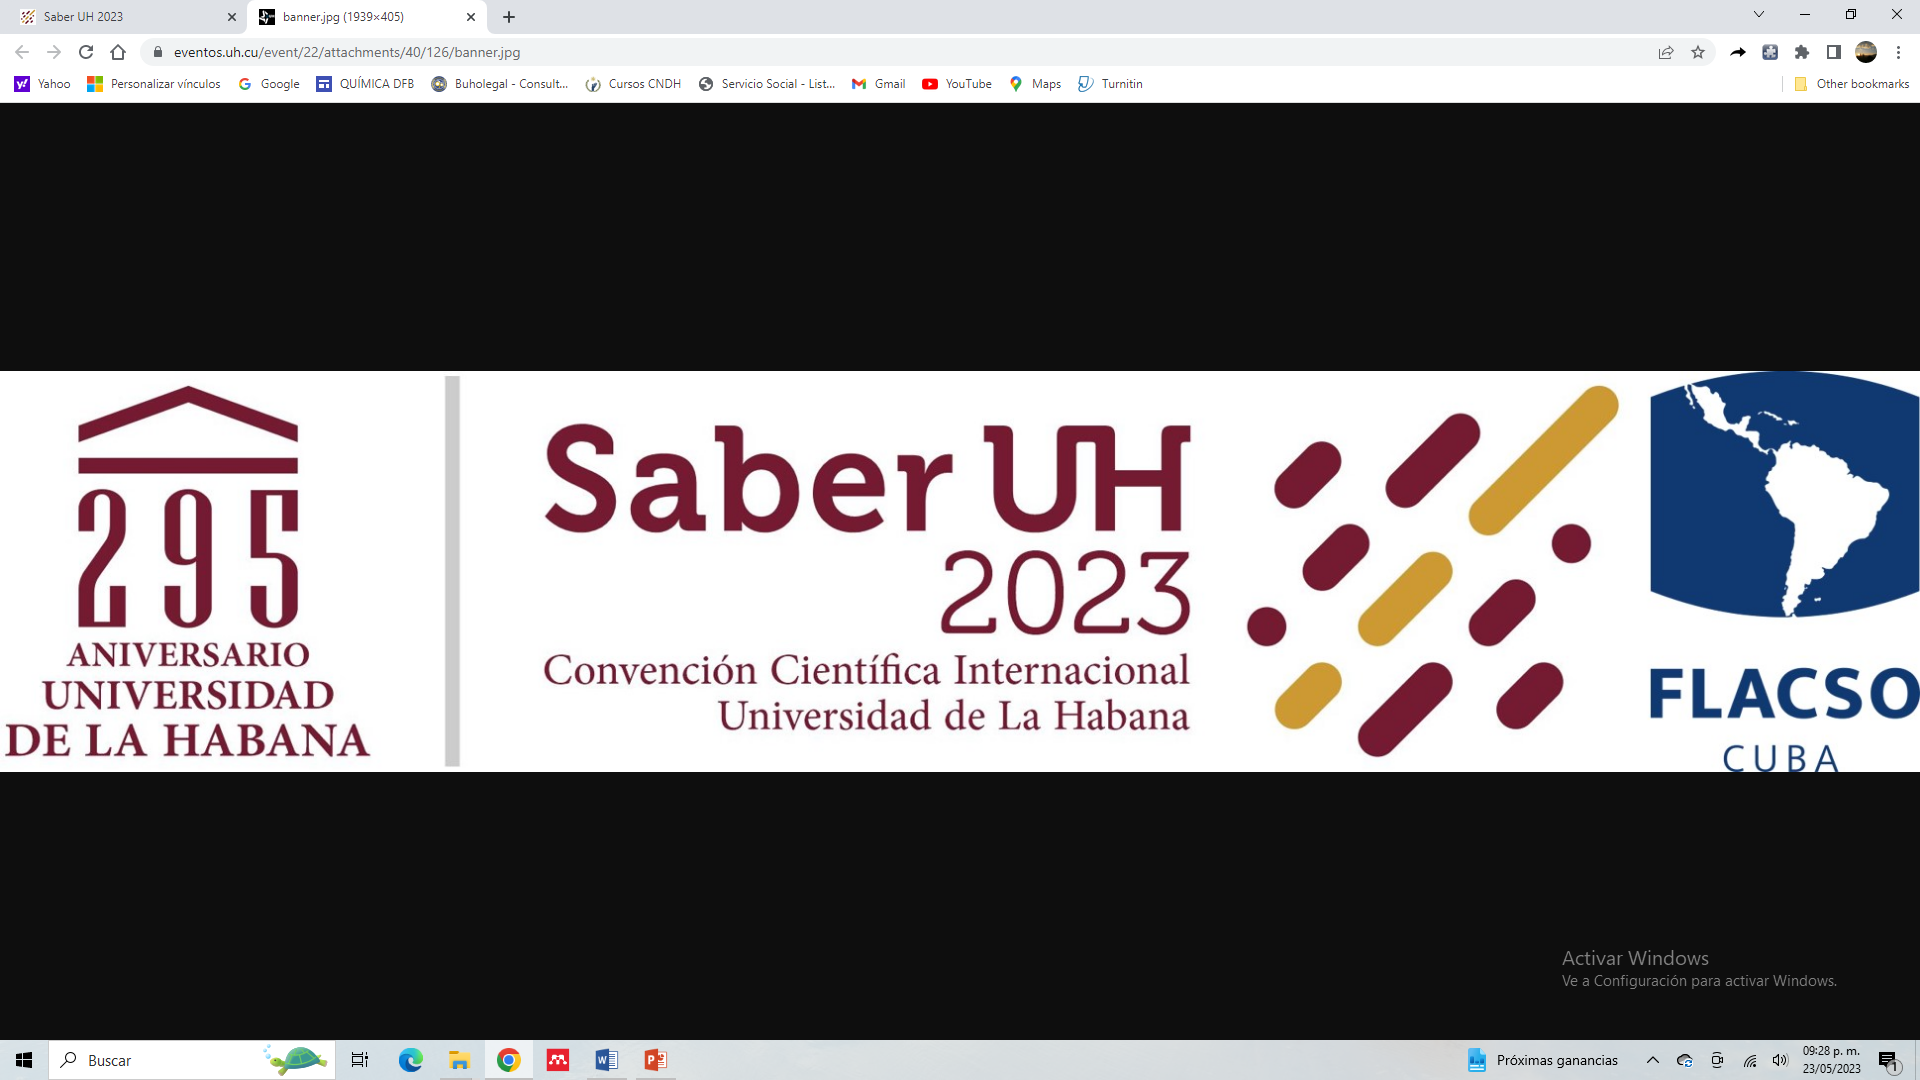 Saber UH 2023
banner.jpg (1939×405)
eventos.uh.cu/event/22/attachments/40/126/banner.jpg
Yahoo
Personalizar vínculos
Google
QUÍMICA DFB
Buholegal - Consult...
Cursos CNDH
Servicio Social - List...
Gmail
YouTube
Maps
Turnitin
Other bookmarks
295
ANIVERSARIO
UNIVERSIDAD
DE LA HABANA
Saber UH
2023
Convención Científica Internacional
Universidad de La Habana
FLACSO
CUBA
Activar Windows
Ve a Configuración para activar Windows.
Buscar
Próximas ganancias
09:28 p. m.
23/05/2023
1